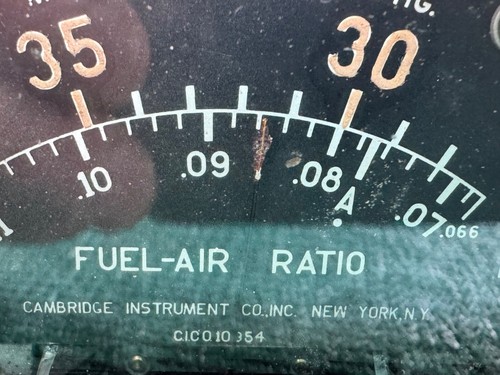 35 30
.10 .09 .08 .07 .066
A
FUEL-AIR RATIO
CAMBRIDGE INSTRUMENT CO., INC. NEW YORK, N.Y.